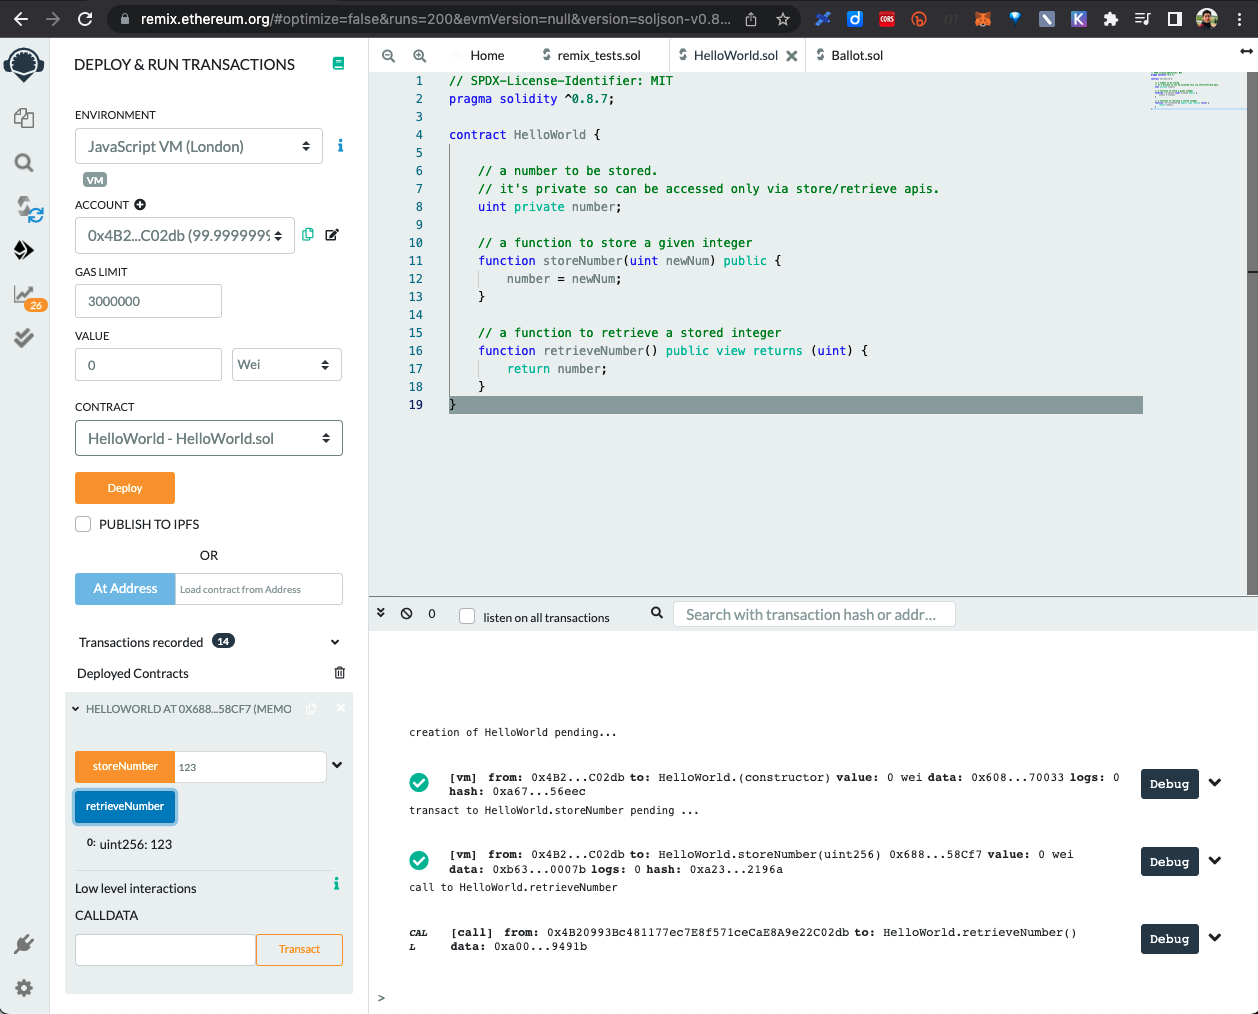 remix.ethereum.org/#optimize=false&runs=200&evmVersion=null&version=soljson-v0.8...
DEPLOY & RUN TRANSACTIONS
ENVIRONMENT
JavaScript VM (London)
VM
ACCOUNT
0x4B2...C02db (99.9999999
GAS LIMIT
3000000
VALUE
0
Wei
CONTRACT
HelloWorld - HelloWorld.sol
Deploy
PUBLISH TO IPFS
OR
At Address
Load contract from Address
Transactions recorded 14
Deployed Contracts
HELLOWORLD AT 0X688...58CF7 (MEMO
storeNumber
123
retrieveNumber
0: uint256: 123
Low level interactions
CALLDATA
Transact
26
Home
remix_tests.sol
HelloWorld.sol
Ballot.sol
1 // SPDX-License-Identifier: MIT
2 pragma solidity ^0.8.7;
3
4 contract HelloWorld {
5
6 // a number to be stored.
7 // it's private so can be accessed only via store/retrieve apis.
8 uint private number;
9
10 // a function to store a given integer
11 function storeNumber(uint newNum) public {
12 number = newNum;
13 }
14
15 // a function to retrieve a stored integer
16 function retrieveNumber() public view returns (uint) {
17 return number;
18 }
19 }
0
listen on all transactions
Search with transaction hash or addr...
creation of HelloWorld pending...
[vm] from: 0x4B2...C02db to: HelloWorld.(constructor) value: 0 wei data: 0x608...70033 logs: 0
hash: 0xa67...56eec
Debug
transact to HelloWorld.storeNumber pending ...
[vm] from: 0x4B2...C02db to: HelloWorld.storeNumber(uint256) 0x688...58Cf7 value: 0 wei
data: 0xb63...0007b logs: 0 hash: 0xa23...2196a
Debug
call to HelloWorld.retrieveNumber
CAL
L
[call] from: 0x4B20993Bc481177ec7E8f571ceCaE8A9e22C02db to: HelloWorld.retrieveNumber()
data: 0xa00...9491b
Debug
>